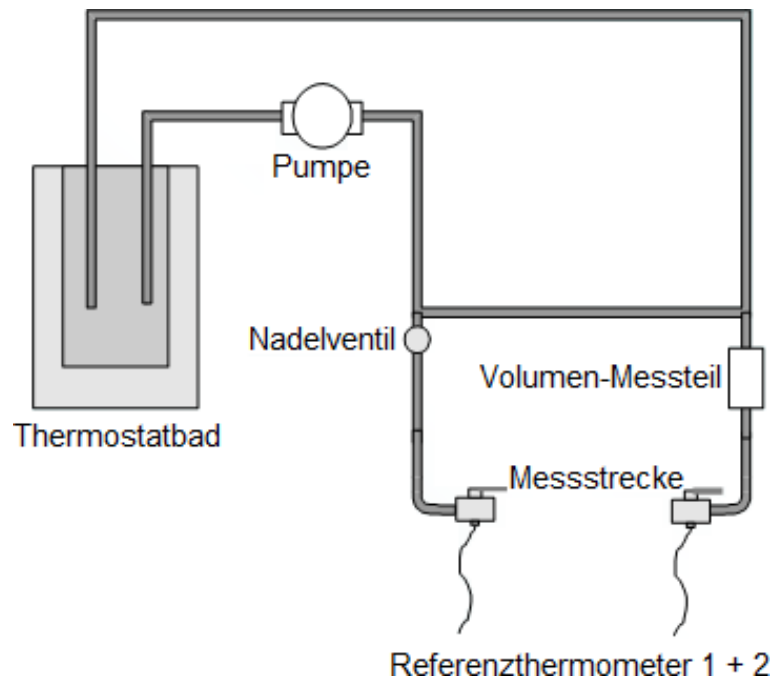 Pumpe
Nadelventil
Volumen-Messteil
Thermostatbad
Messstrecke
Referenzthermometer 1 + 2